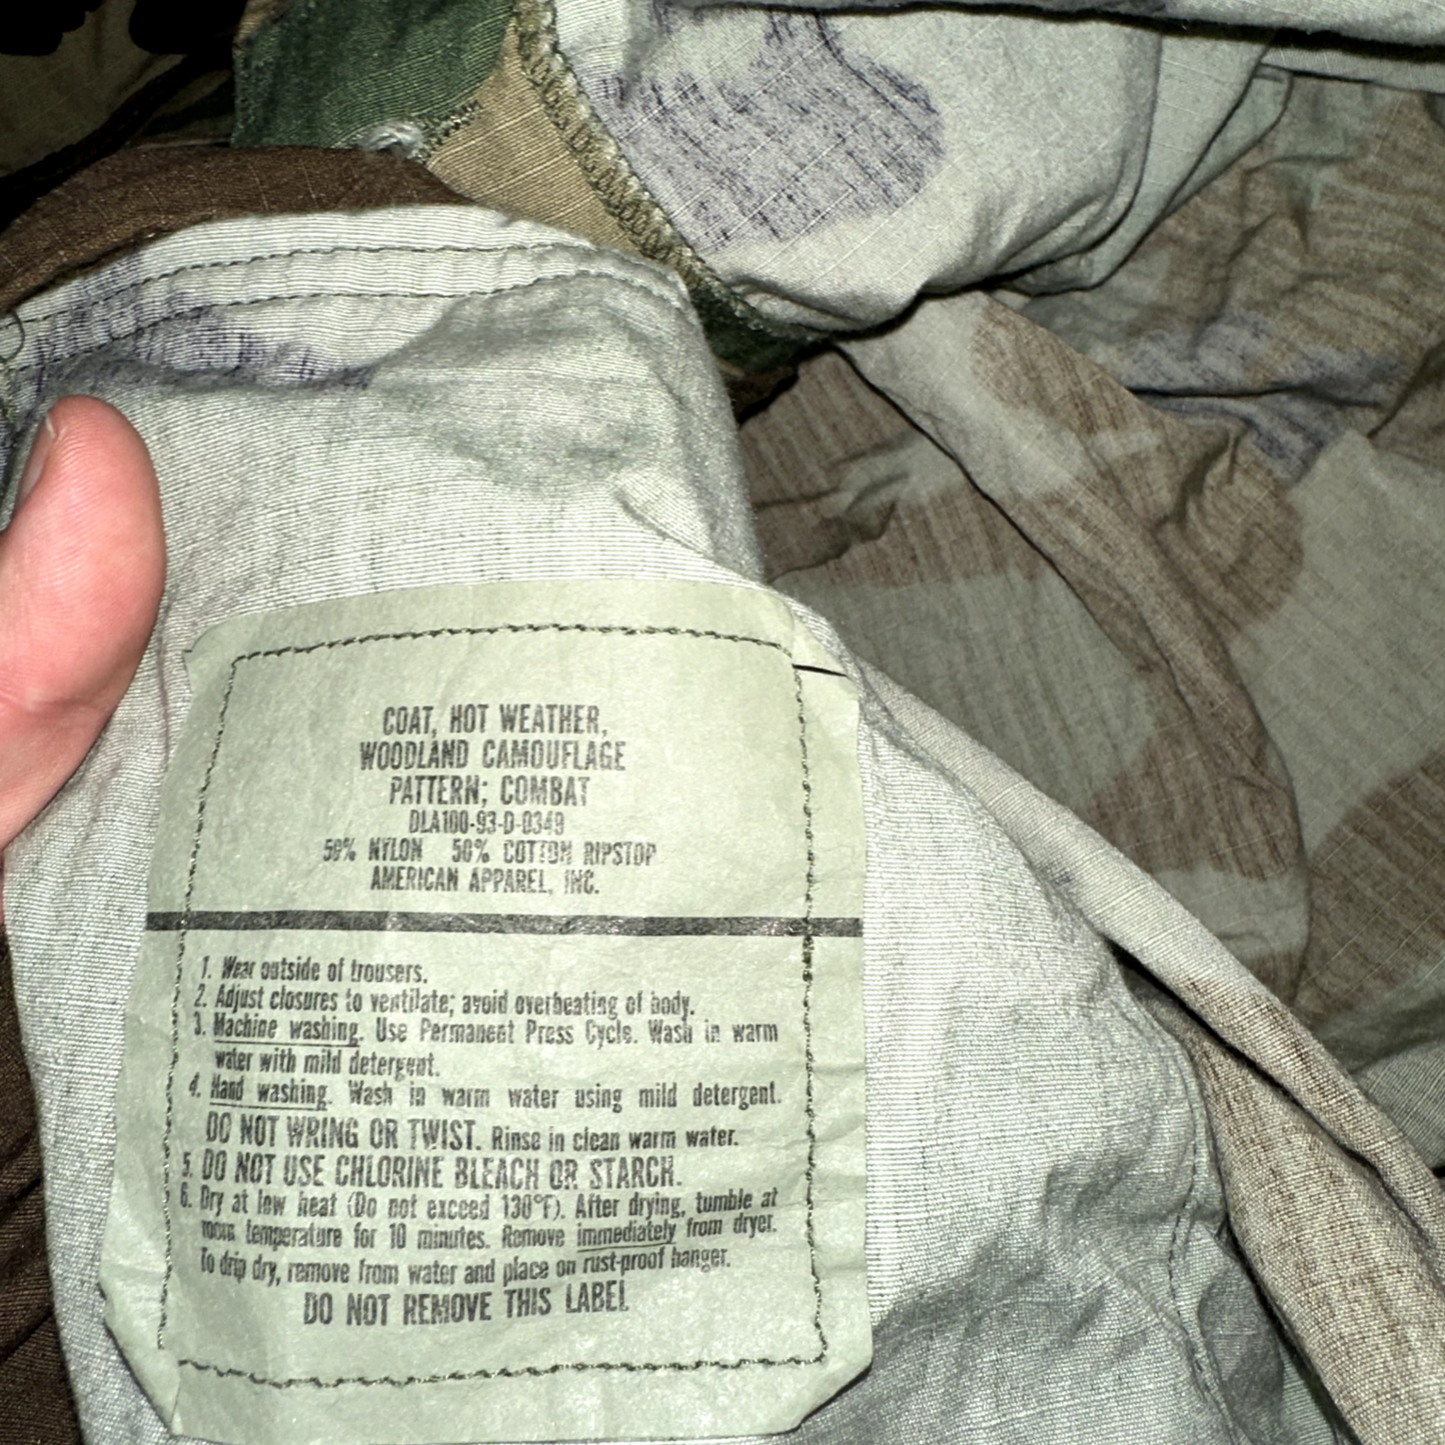 COAT, HOT WEATHER,
WOODLAND CAMOUFLAGE
PATTERN; COMBAT
DLA100-93-D-0349
50% NYLON 50% COTTON RIPSTOP
AMERICAN APPAREL, INC.
1. Wear outside of trousers.
2. Adjust closures to ventilate; avoid overheating of body.
3. Machine washing. Use Permanent Press Cycle. Wash in warm
water with mild detergent.
4. Hand washing. Wash in warm water using mild detergent.
DO NOT WRING OR TWIST. Rinse in clean warm water.
5. DO NOT USE CHLORINE BLEACH OR STARCH.
6. Dry at low heat (Do not exceed 130°F). After drying, tumble at
room temperature for 10 minutes. Remove immediately from dryer.
To drip dry, remove from water and place on rust-proof hanger.
DO NOT REMOVE THIS LABEL